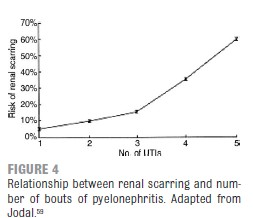 70%
60%
50%
40%
30%
20%
10%
0%
Risk of renal scarring
1 2 3 4 5
No. of UTIs
FIGURE 4
Relationship between renal scarring and num-
ber of bouts of pyelonephritis. Adapted from
Jodal.⁵⁹